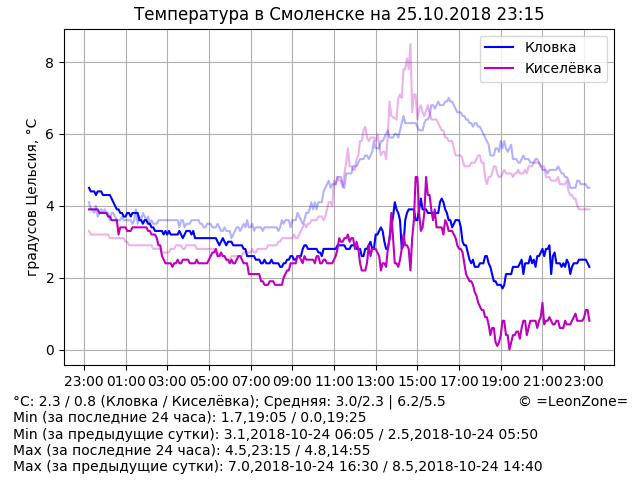 Температура в Смоленске на 25.10.2018 23:15
Кловка
Киселёвка
градусов Цельсия, °C
8
6
4
2
0
23:00 01:00 03:00 05:00 07:00 09:00 11:00 13:00 15:00 17:00 19:00 21:00 23:00
°C: 2.3 / 0.8 (Кловка / Киселёвка); Средняя: 3.0/2.3 | 6.2/5.5 © =LeonZone=
Min (за последние 24 часа): 1.7,19:05 / 0.0,19:25
Min (за предыдущие сутки): 3.1,2018-10-24 06:05 / 2.5,2018-10-24 05:50
Max (за последние 24 часа): 4.5,23:15 / 4.8,14:55
Max (за предыдущие сутки): 7.0,2018-10-24 16:30 / 8.5,2018-10-24 14:40